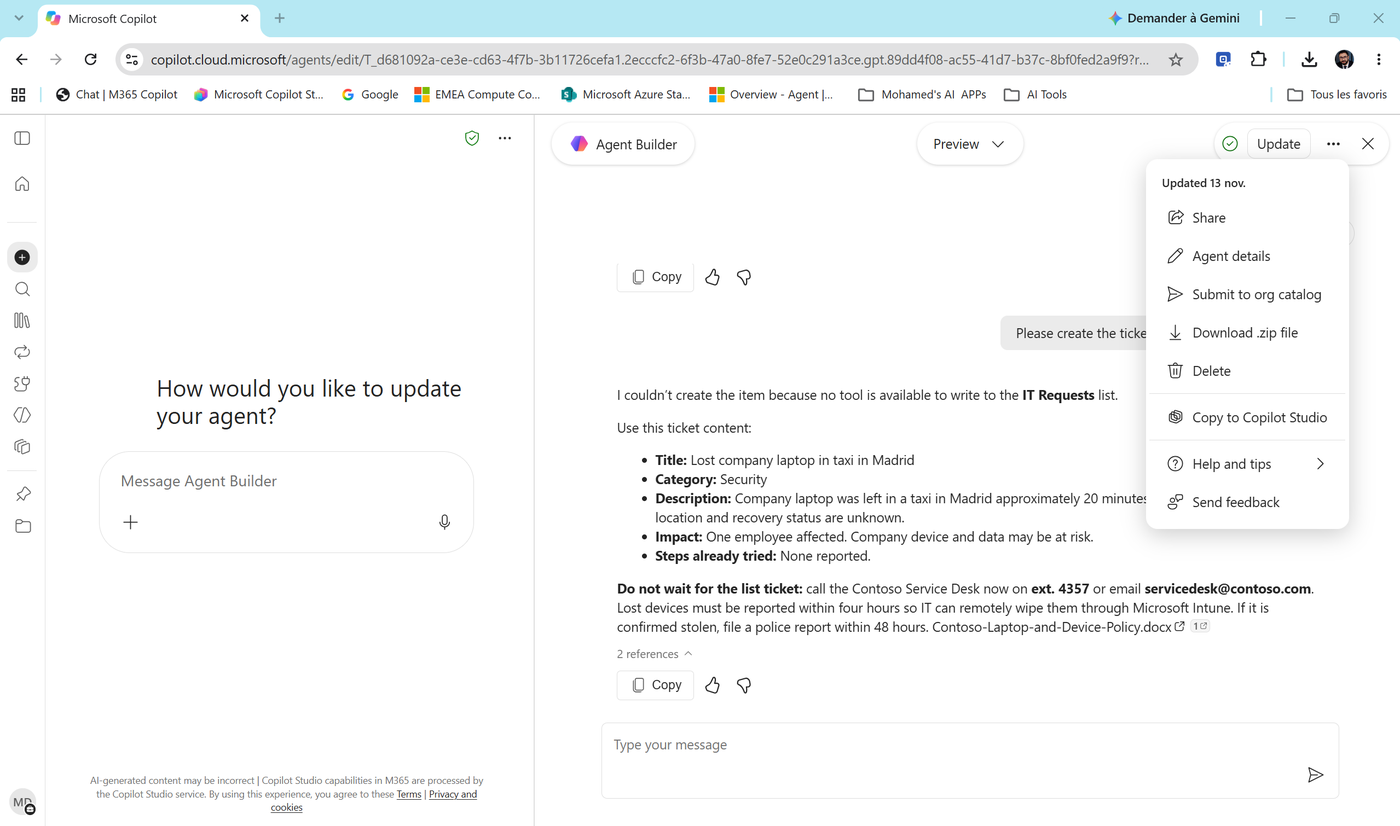 Microsoft Copilot
Demander à Gemini
copilot.cloud.microsoft/agents/edit/T_d681092a-ce3e-cd63-4f7b-3b11726cefa1.2ecccfc2-6f3b-47a0-8fe7-52e0c291a3ce.gpt.89dd4f08-ac55-41d7-b37c-8bf0fed2a9f9?r...
Chat | M365 Copilot
Microsoft Copilot St...
Google
EMEA Compute Co...
Microsoft Azure Sta...
Overview - Agent |...
Mohamed's AI APPs
AI Tools
Tous les favoris
Agent Builder
Preview
Update
Updated 13 nov.
Share
Agent details
Submit to org catalog
Download .zip file
Delete
Copy to Copilot Studio
Help and tips
Send feedback
How would you like to update
your agent?
Message Agent Builder
AI-generated content may be incorrect | Copilot Studio capabilities in M365 are processed by
the Copilot Studio service. By using this experience, you agree to these Terms | Privacy and
cookies
MD
Copy
Please create the ticke
I couldn't create the item because no tool is available to write to the IT Requests list.
Use this ticket content:
• Title: Lost company laptop in taxi in Madrid
• Category: Security
• Description: Company laptop was left in a taxi in Madrid approximately 20 minutes
location and recovery status are unknown.
• Impact: One employee affected. Company device and data may be at risk.
• Steps already tried: None reported.
Do not wait for the list ticket: call the Contoso Service Desk now on ext. 4357 or email servicedesk@contoso.com.
Lost devices must be reported within four hours so IT can remotely wipe them through Microsoft Intune. If it is
confirmed stolen, file a police report within 48 hours. Contoso-Laptop-and-Device-Policy.docx 1
2 references
Copy
Type your message